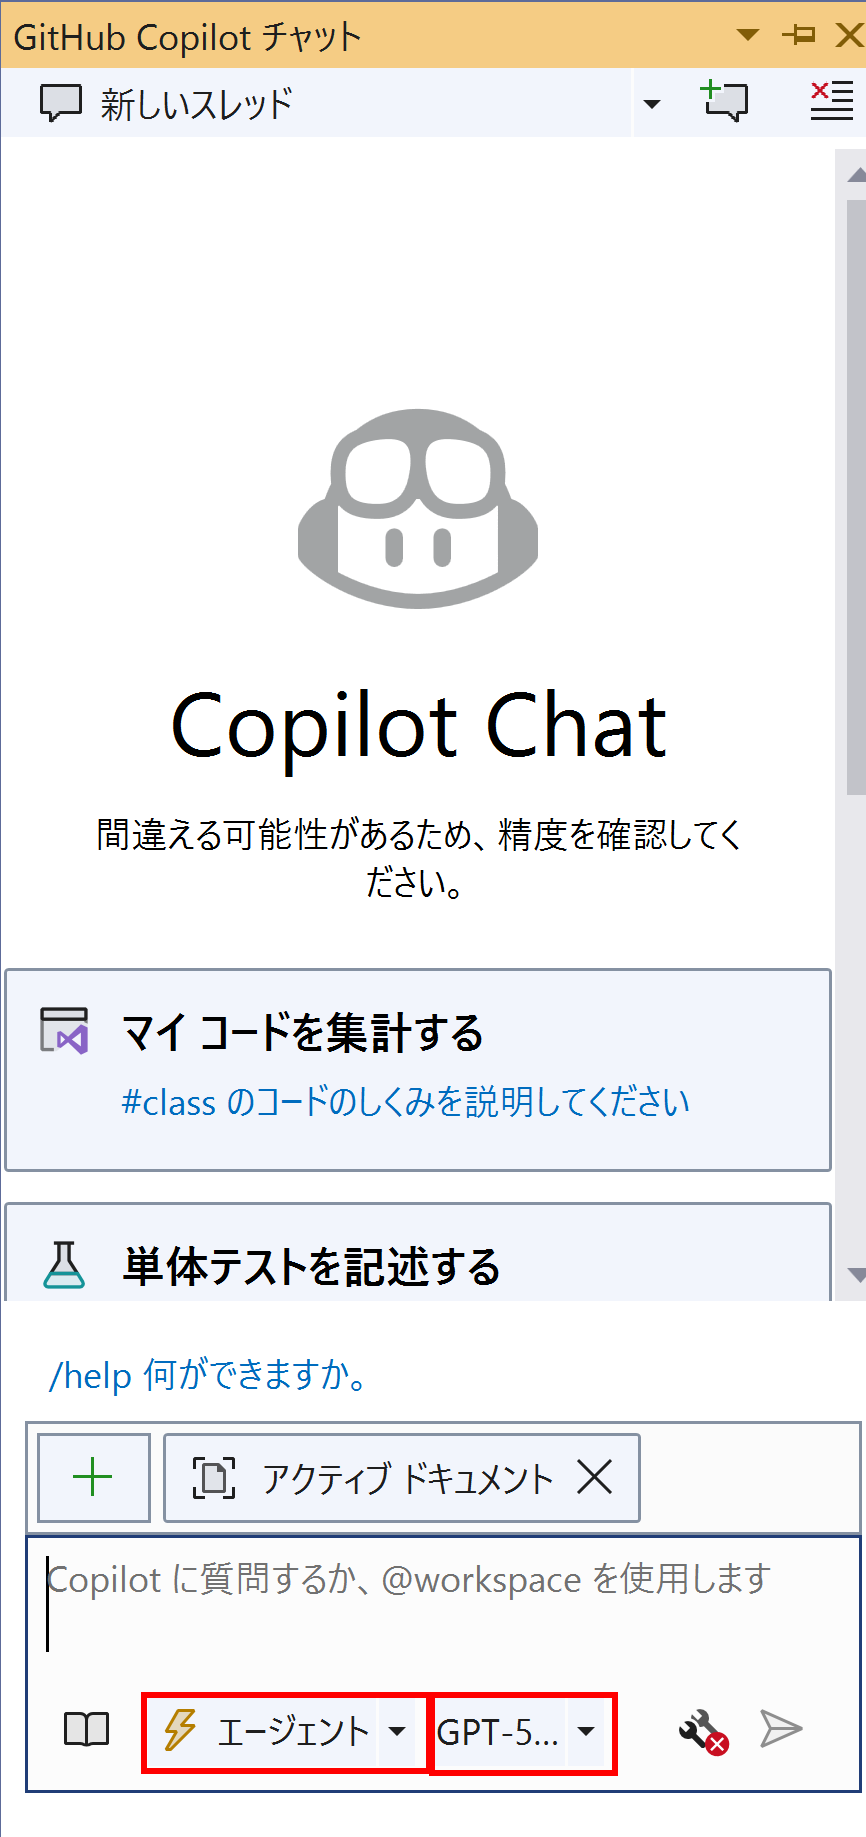 GitHub Copilot チャット
新しいスレッド
Copilot Chat
間違える可能性があるため、精度を確認してく
ださい。
マイ コードを集計する
#class のコードのしくみを説明してください
単体テストを記述する
/help 何ができますか。
アクティブ ドキュメント
Copilot に質問するか、@workspace を使用します
エージェント GPT-5...